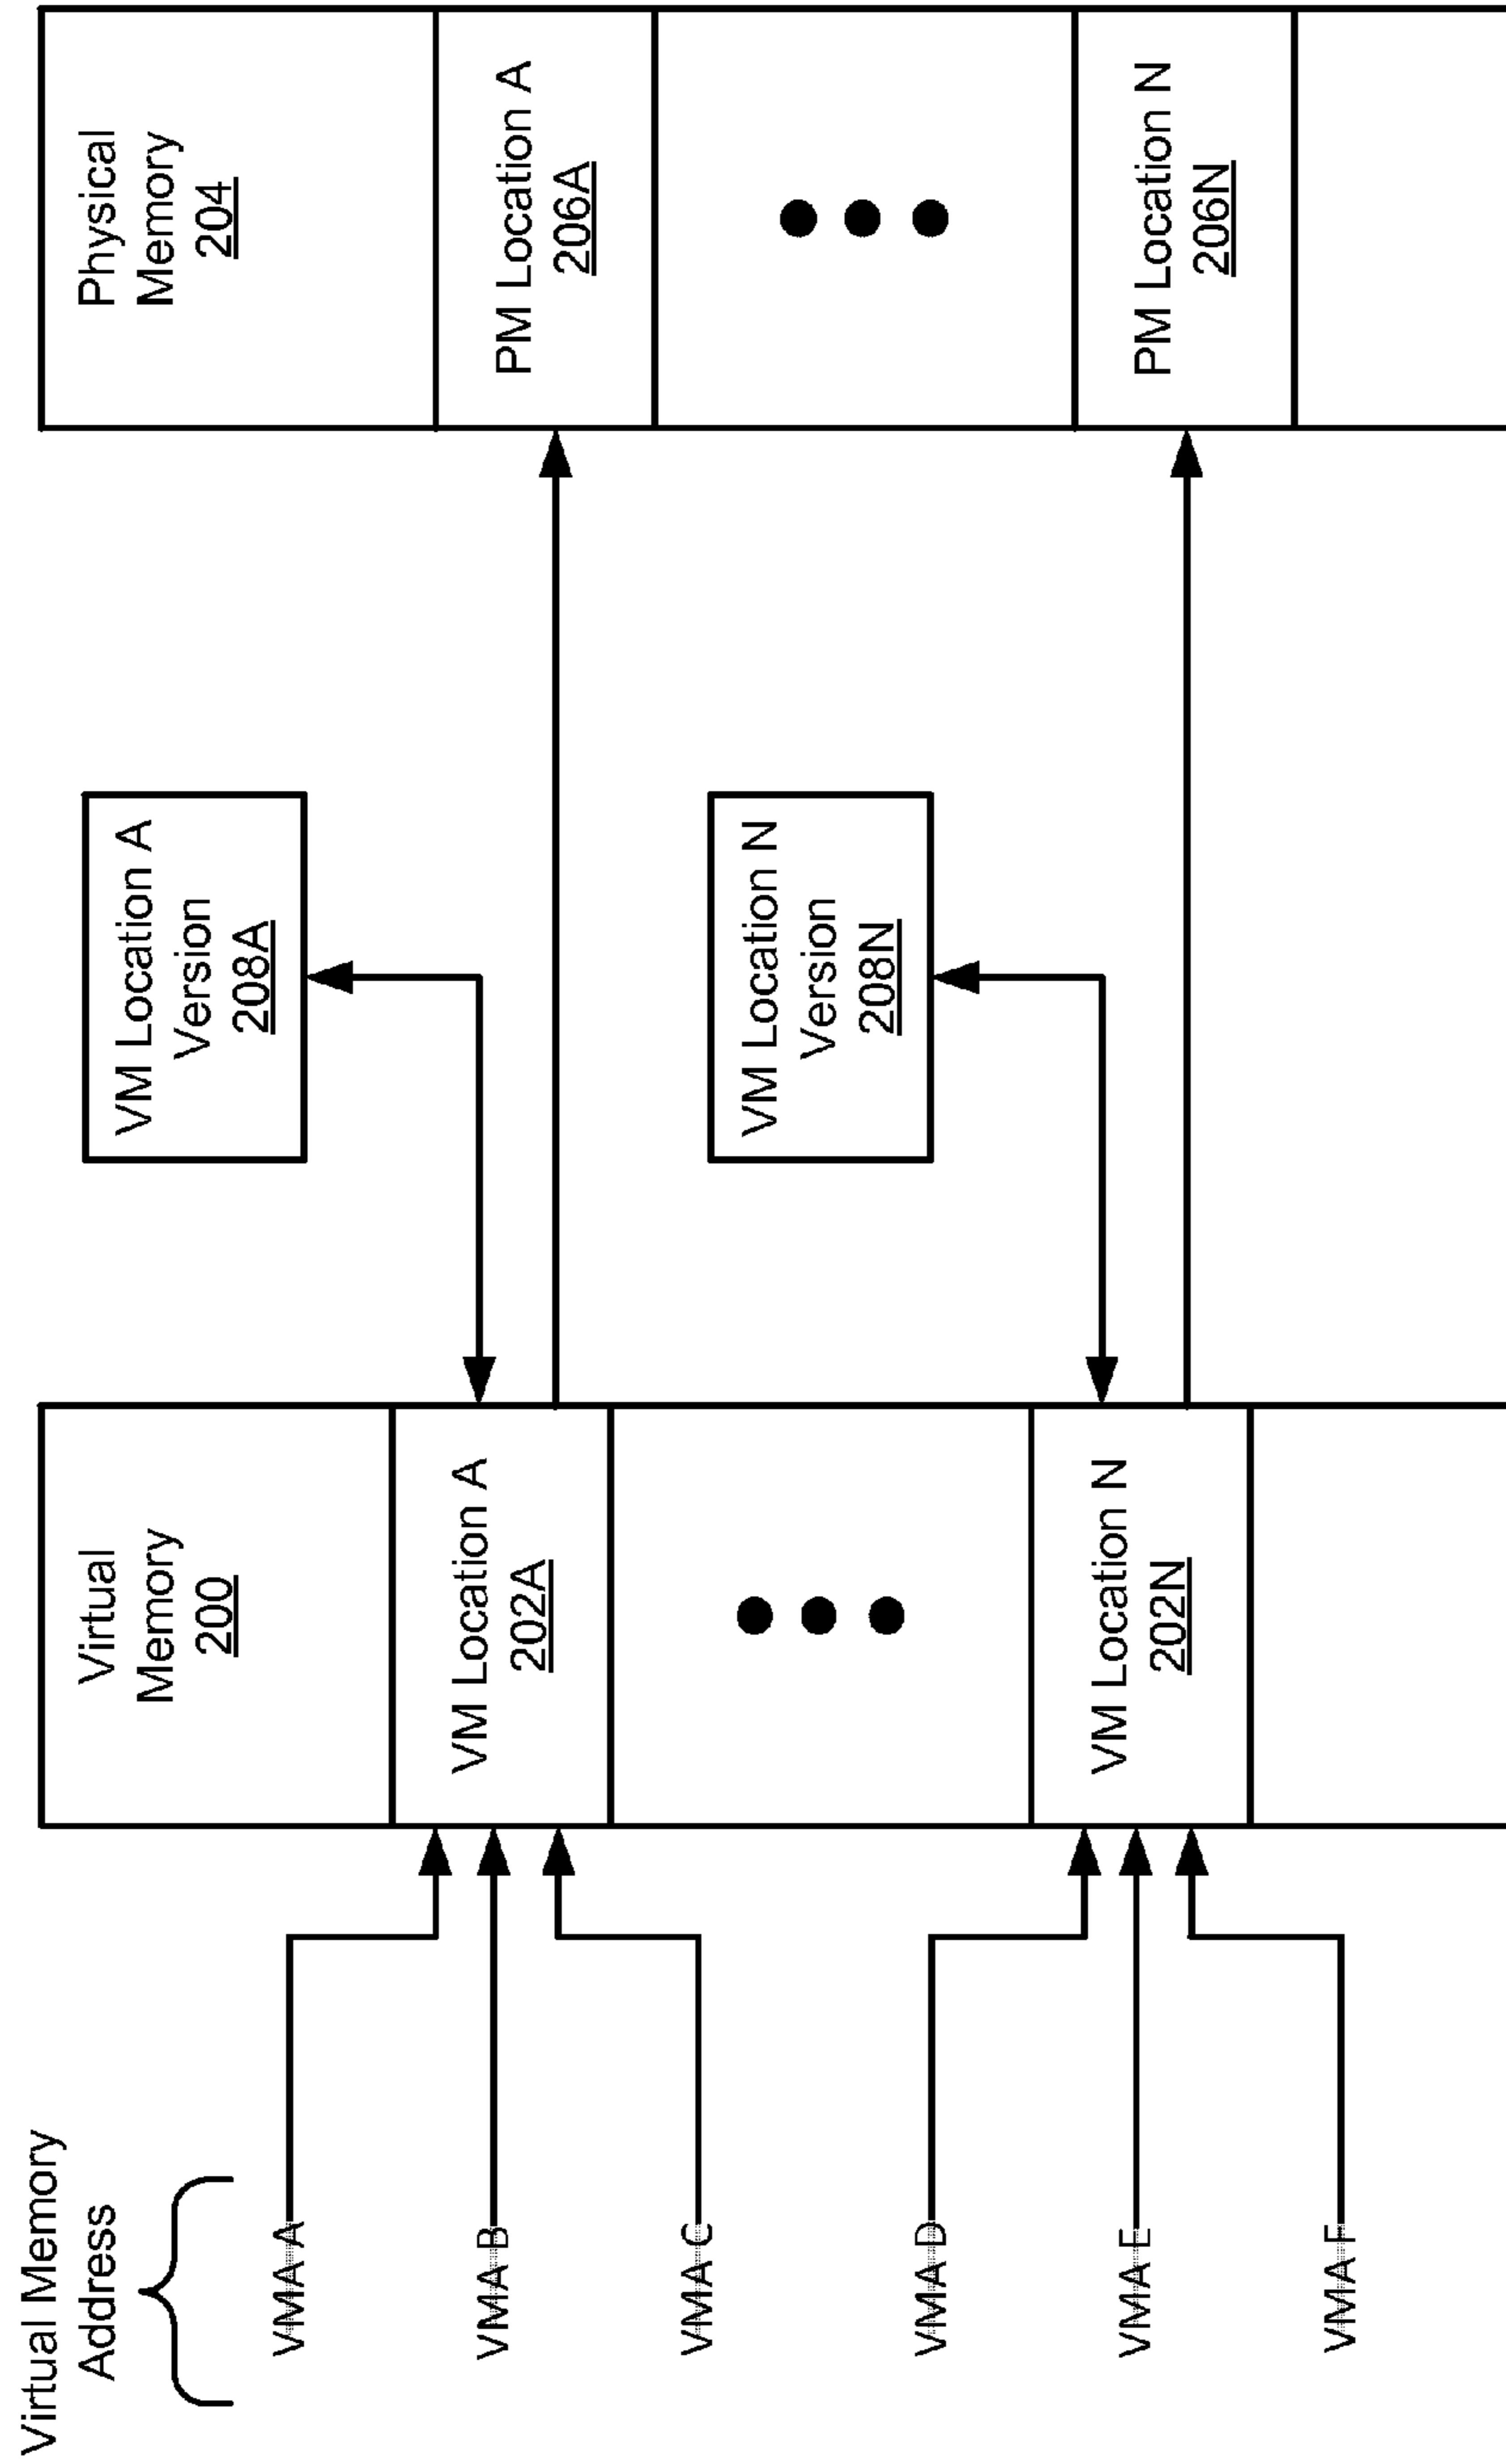 Virtual Memory
Address
VMA A
VMA B
VMA C
VMA D
VMA E
VMA F
Virtual
Memory
200
VM Location A
202A
VM Location N
202N
VM Location A
Version
208A
VM Location N
Version
208N
Physical
Memory
204
PM Location A
206A
PM Location N
206N